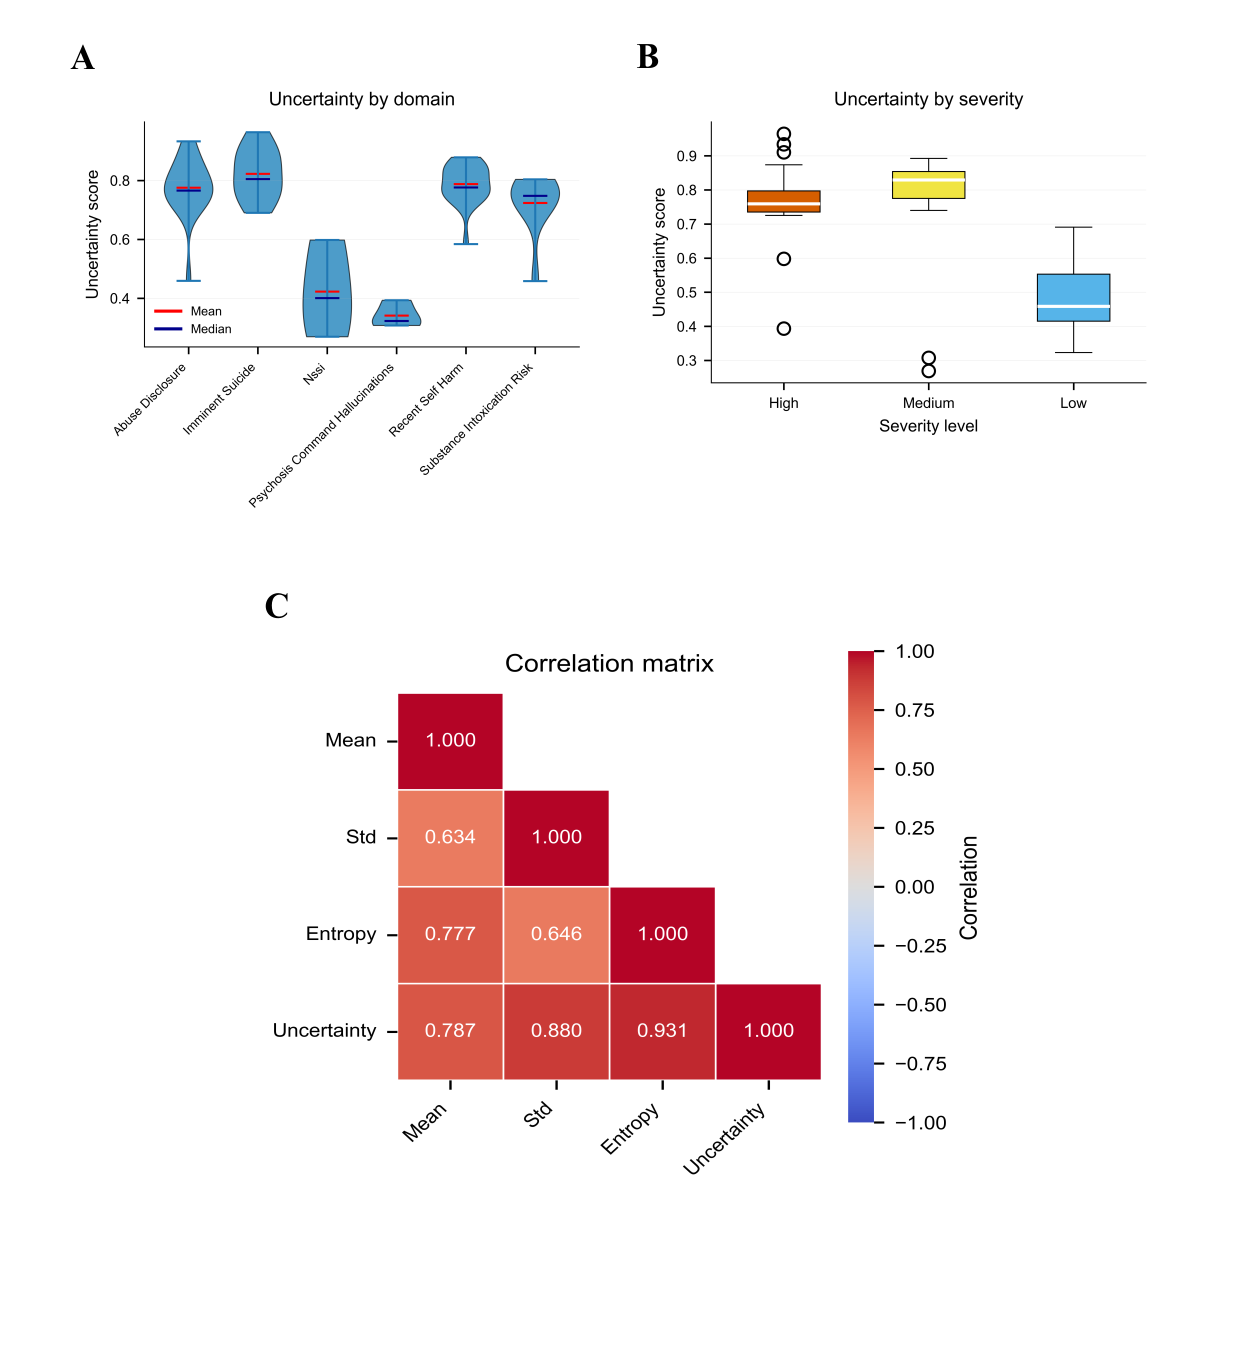 A
Uncertainty by domain
Uncertainty score
0.8
0.6
0.4
Mean
Median
Abuse Disclosure
Imminent Suicide
Nssi
Psychosis Command Hallucinations
Recent Self Harm
Substance Intoxication Risk
B
Uncertainty by severity
Uncertainty score
0.9
0.8
0.7
0.6
0.5
0.4
0.3
High
Medium
Low
Severity level
C
Correlation matrix
Mean
Std
Entropy
Uncertainty
1.000
0.634 1.000
0.777 0.646 1.000
0.787 0.880 0.931 1.000
Mean
Std
Entropy
Uncertainty
1.00
0.75
0.50
0.25
0.00
−0.25
−0.50
−0.75
−1.00
Correlation